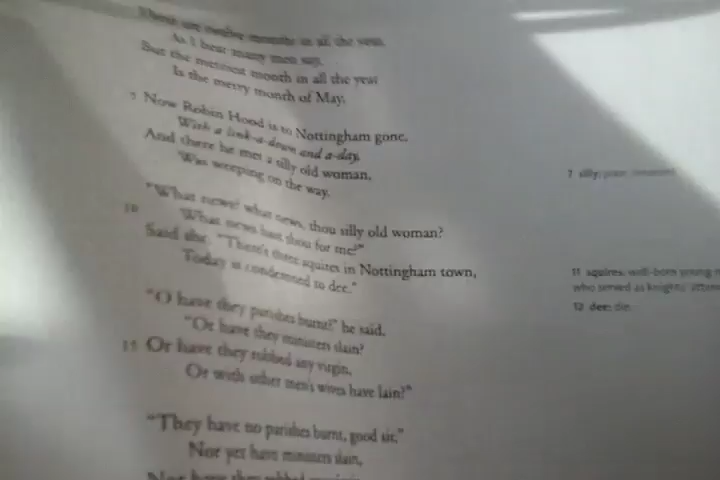 There are twelve months in all the year,
As I hear many men say,
But the merriest month in all the year
Is the merry month of May.
5 Now Robin Hood is to Nottingham gone,
With a link-a-down and a-day,
And there he met a silly old woman,
Was weeping on the way.
"What news? what news, thou silly old woman?
10 What news hast thou for me?"
Said she, "There's three squires in Nottingham town,
Today is condemned to dee."
"O have they parishes burnt?" he said,
"Or have they ministers slain?
15 Or have they robbed any virgin,
Or with other men's wives have lain?"
"They have no parishes burnt, good sir,"
Nor yet have ministers slain,
Nor have they robbed
7 silly: poor, innocent
11 squires: well-born young
who served as knights'
12 dee: die.